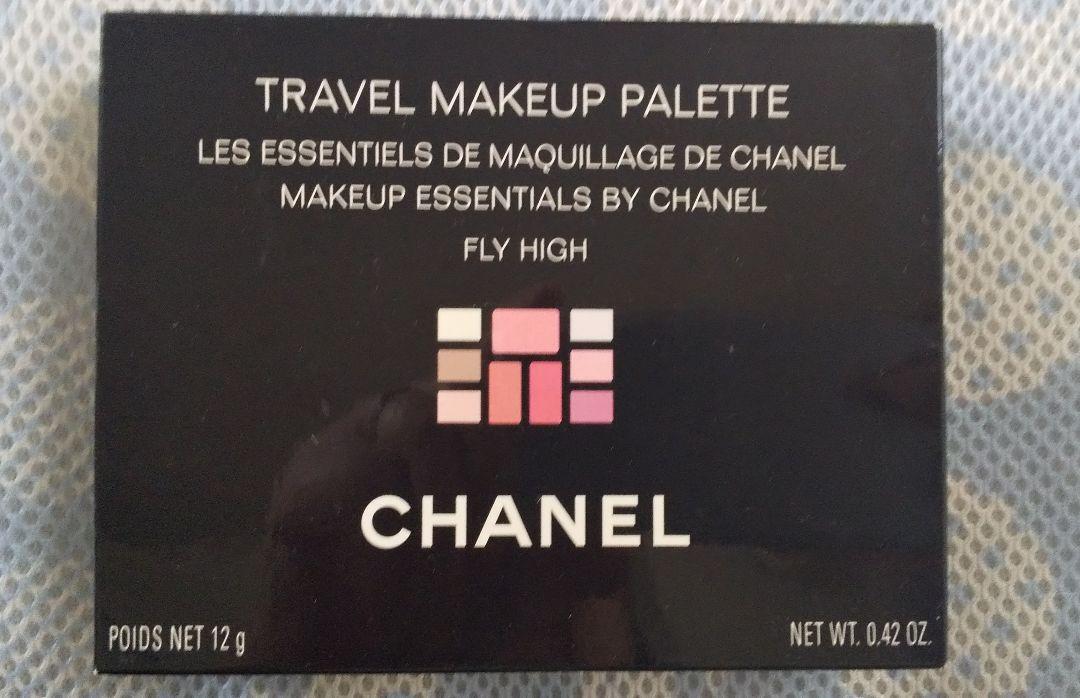 TRAVEL MAKEUP PALETTE
LES ESSENTIELS DE MAQUILLAGE DE CHANEL
MAKEUP ESSENTIALS BY CHANEL
FLY HIGH
CHANEL
POIDS NET 12 g
NET WT. 0.42 OZ.